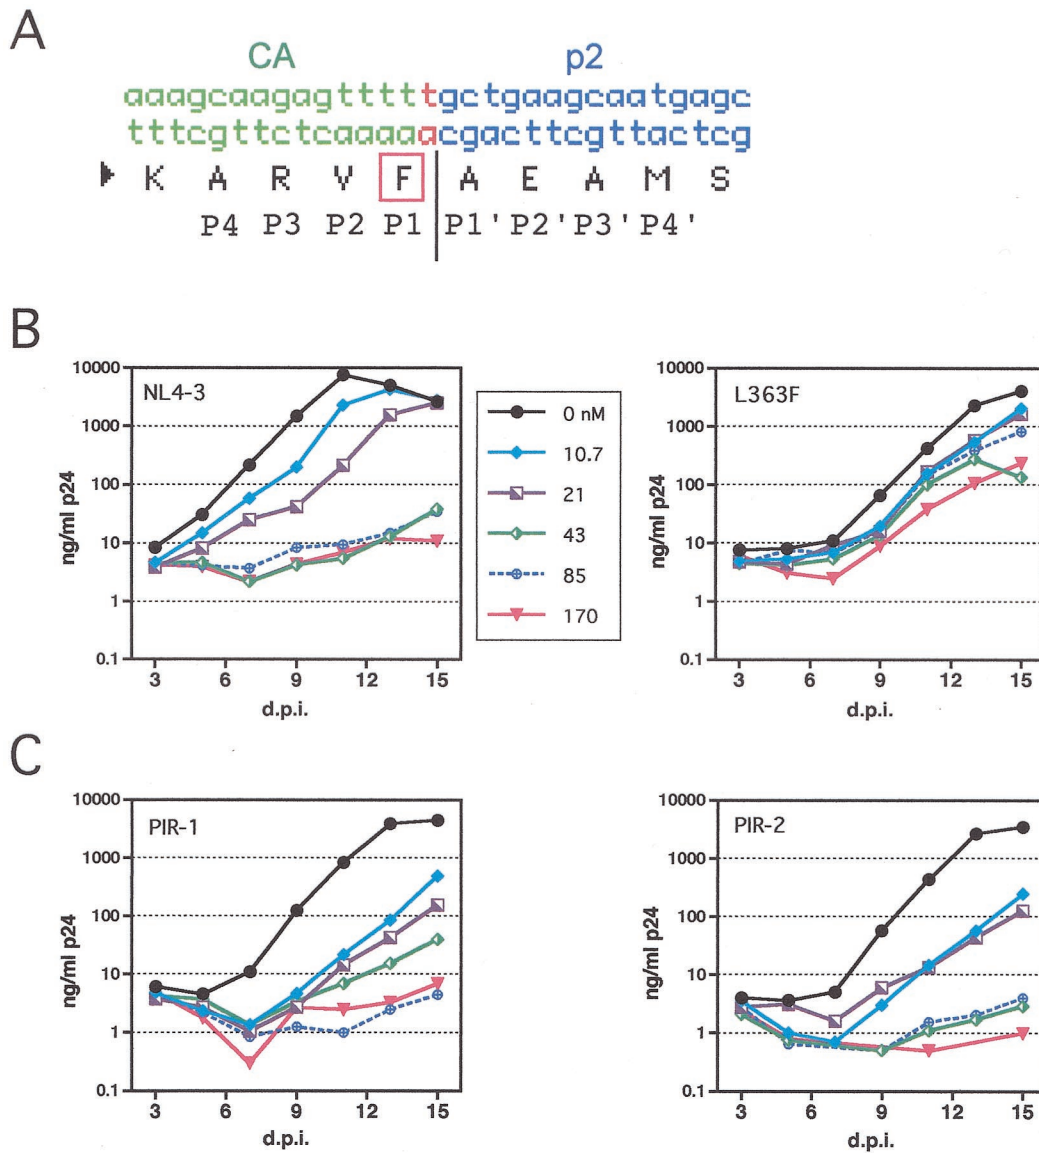 A
CA p2
aaagcaagagttttt gctgaagcaatgagc
tttcgttctcaaaaa cgacttcgttactcg
K A R V F A E A M S
P4 P3 P2 P1 P1' P2' P3' P4'
B
NL4-3
10000
1000
100
10
1
0.1
ng/ml p24
3 6 9 12 15
d.p.i.
0 nM
10.7
21
43
85
170
L363F
10000
1000
100
10
1
0.1
ng/ml p24
3 6 9 12 15
d.p.i.
C
PIR-1
10000
1000
100
10
1
0.1
ng/ml p24
3 6 9 12 15
d.p.i.
PIR-2
10000
1000
100
10
1
0.1
ng/ml p24
3 6 9 12 15
d.p.i.